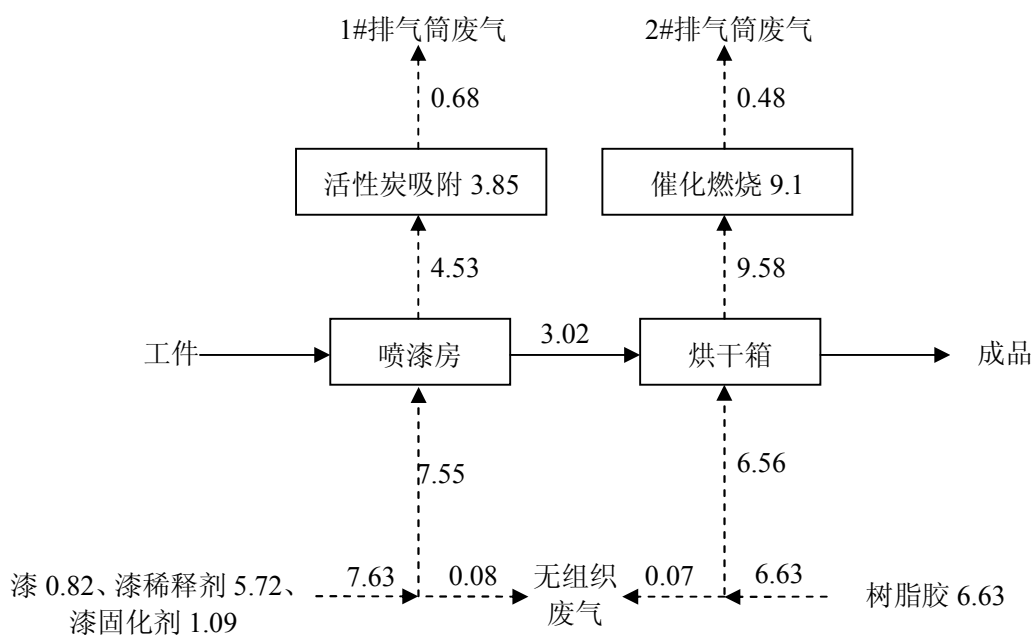 1#排气筒废气
2#排气筒废气
0.68
0.48
活性炭吸附 3.85
催化燃烧 9.1
4.53
9.58
工件
喷漆房
3.02
烘干箱
成品
7.55
6.56
漆 0.82、漆稀释剂 5.72、
漆固化剂 1.09
7.63
0.08
无组织
废气
0.07
6.63
树脂胶 6.63